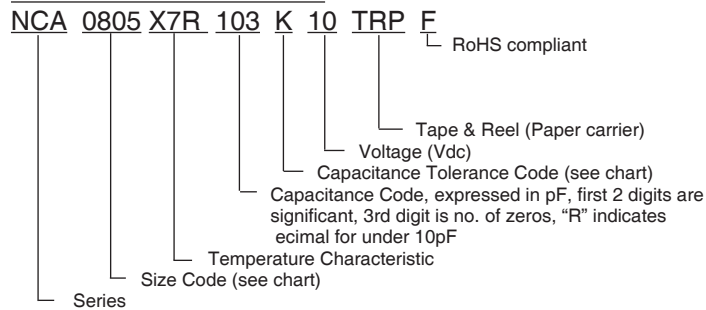 NCA 0805 X7R 103 K 10 TRP F
RoHS compliant
Tape & Reel (Paper carrier)
Voltage (Vdc)
Capacitance Tolerance Code (see chart)
Capacitance Code, expressed in pF, first 2 digits are
significant, 3rd digit is no. of zeros, “R” indicates
ecimal for under 10pF
Temperature Characteristic
Size Code (see chart)
Series